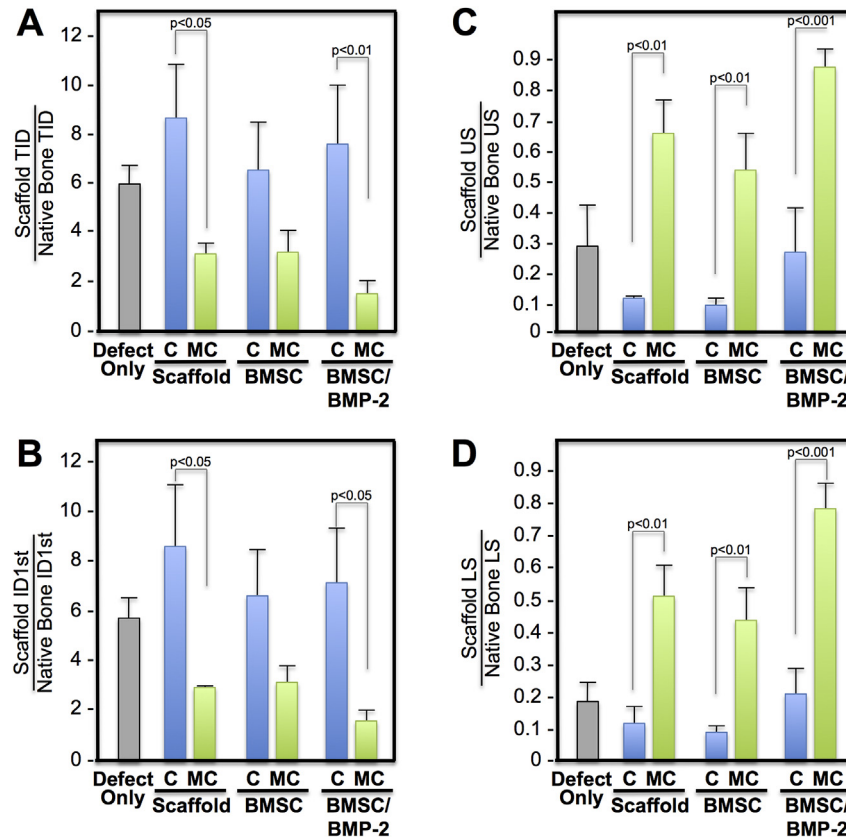 A
12 -
10 -
8 -
6 -
4 -
2 -
0 -
Scaffold TID
Native Bone TID
p<0.05
p<0.01
Defect Only
C MC
C MC
C MC
Scaffold
BMSC
BMSC/
BMP-2
C
0.9 -
0.8 -
0.7 -
0.6 -
0.5 -
0.4 -
0.3 -
0.2 -
0.1 -
0 -
Scaffold US
Native Bone US
p<0.01
p<0.01
p<0.001
Defect Only
C MC
C MC
C MC
Scaffold
BMSC
BMSC/
BMP-2
B
12 -
10 -
8 -
6 -
4 -
2 -
0 -
Scaffold ID1st
Native Bone ID1st
p<0.05
p<0.05
Defect Only
C MC
C MC
C MC
Scaffold
BMSC
BMSC/
BMP-2
D
0.9 -
0.8 -
0.7 -
0.6 -
0.5 -
0.4 -
0.3 -
0.2 -
0.1 -
0 -
Scaffold LS
Native Bone LS
p<0.01
p<0.01
p<0.001
Defect Only
C MC
C MC
C MC
Scaffold
BMSC
BMSC/
BMP-2